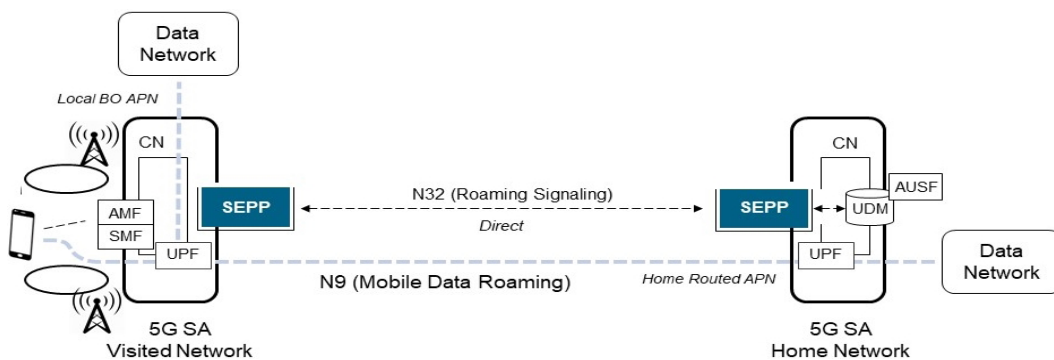 Data
Network
Local BO APN
CN
AMF
SMF
UPF
SEPP
N32 (Roaming Signaling)
Direct
SEPP
CN
AUSF
UDM
UPF
N9 (Mobile Data Roaming)
Home Routed APN
Data
Network
5G SA
Visited Network
5G SA
Home Network